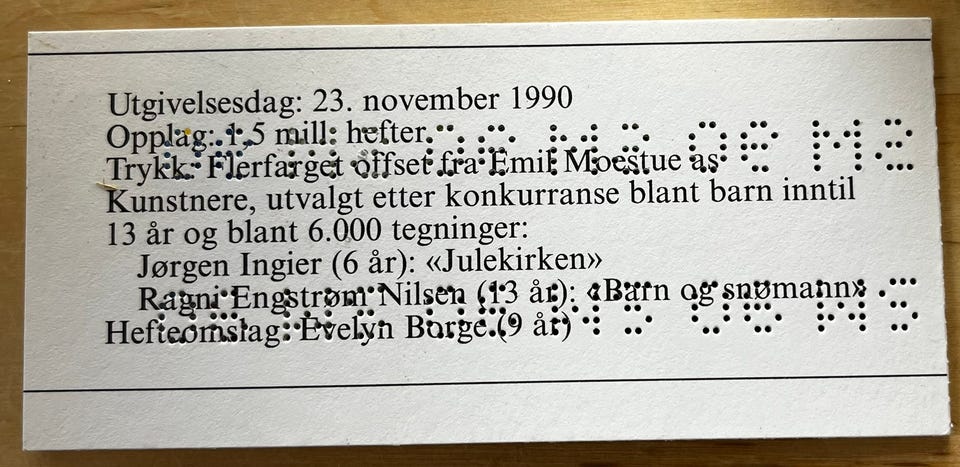 Utgivelsesdag: 23. november 1990
Opplag: 1,5 mill. hefter.
Trykk: Flerfarget offset fra Emil Moestue as
Kunstnere, utvalgt etter konkurranse blant barn inntil
13 år og blant 6.000 tegninger:
Jørgen Ingier (6 år): «Julekirken»
Ragni Engstrøm Nilsen (13 år): «Barn og snømann»
Hefteomslag: Evelyn Borge (9 år)